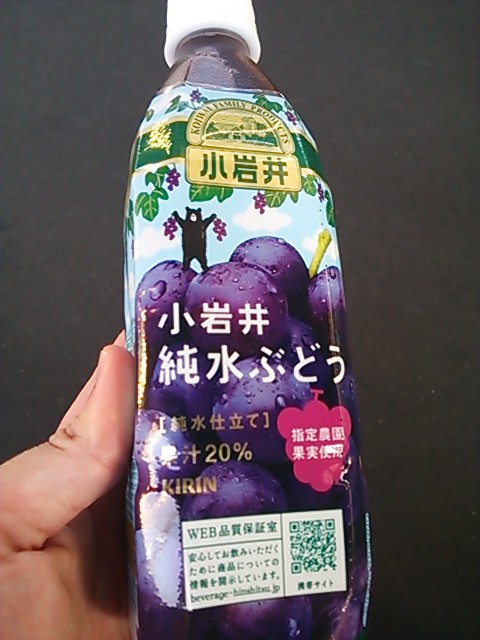 KOIWAI FAMILY PRODUCTS
小岩井
小岩井
純水ぶどう
[純水仕立て]
果汁20%
KIRIN
指定農園
果実使用
WEB品質保証室
安心してお飲みいただく
ために商品についての
情報を開示しています。
beverage-hinshitsu.jp
携帯サイト